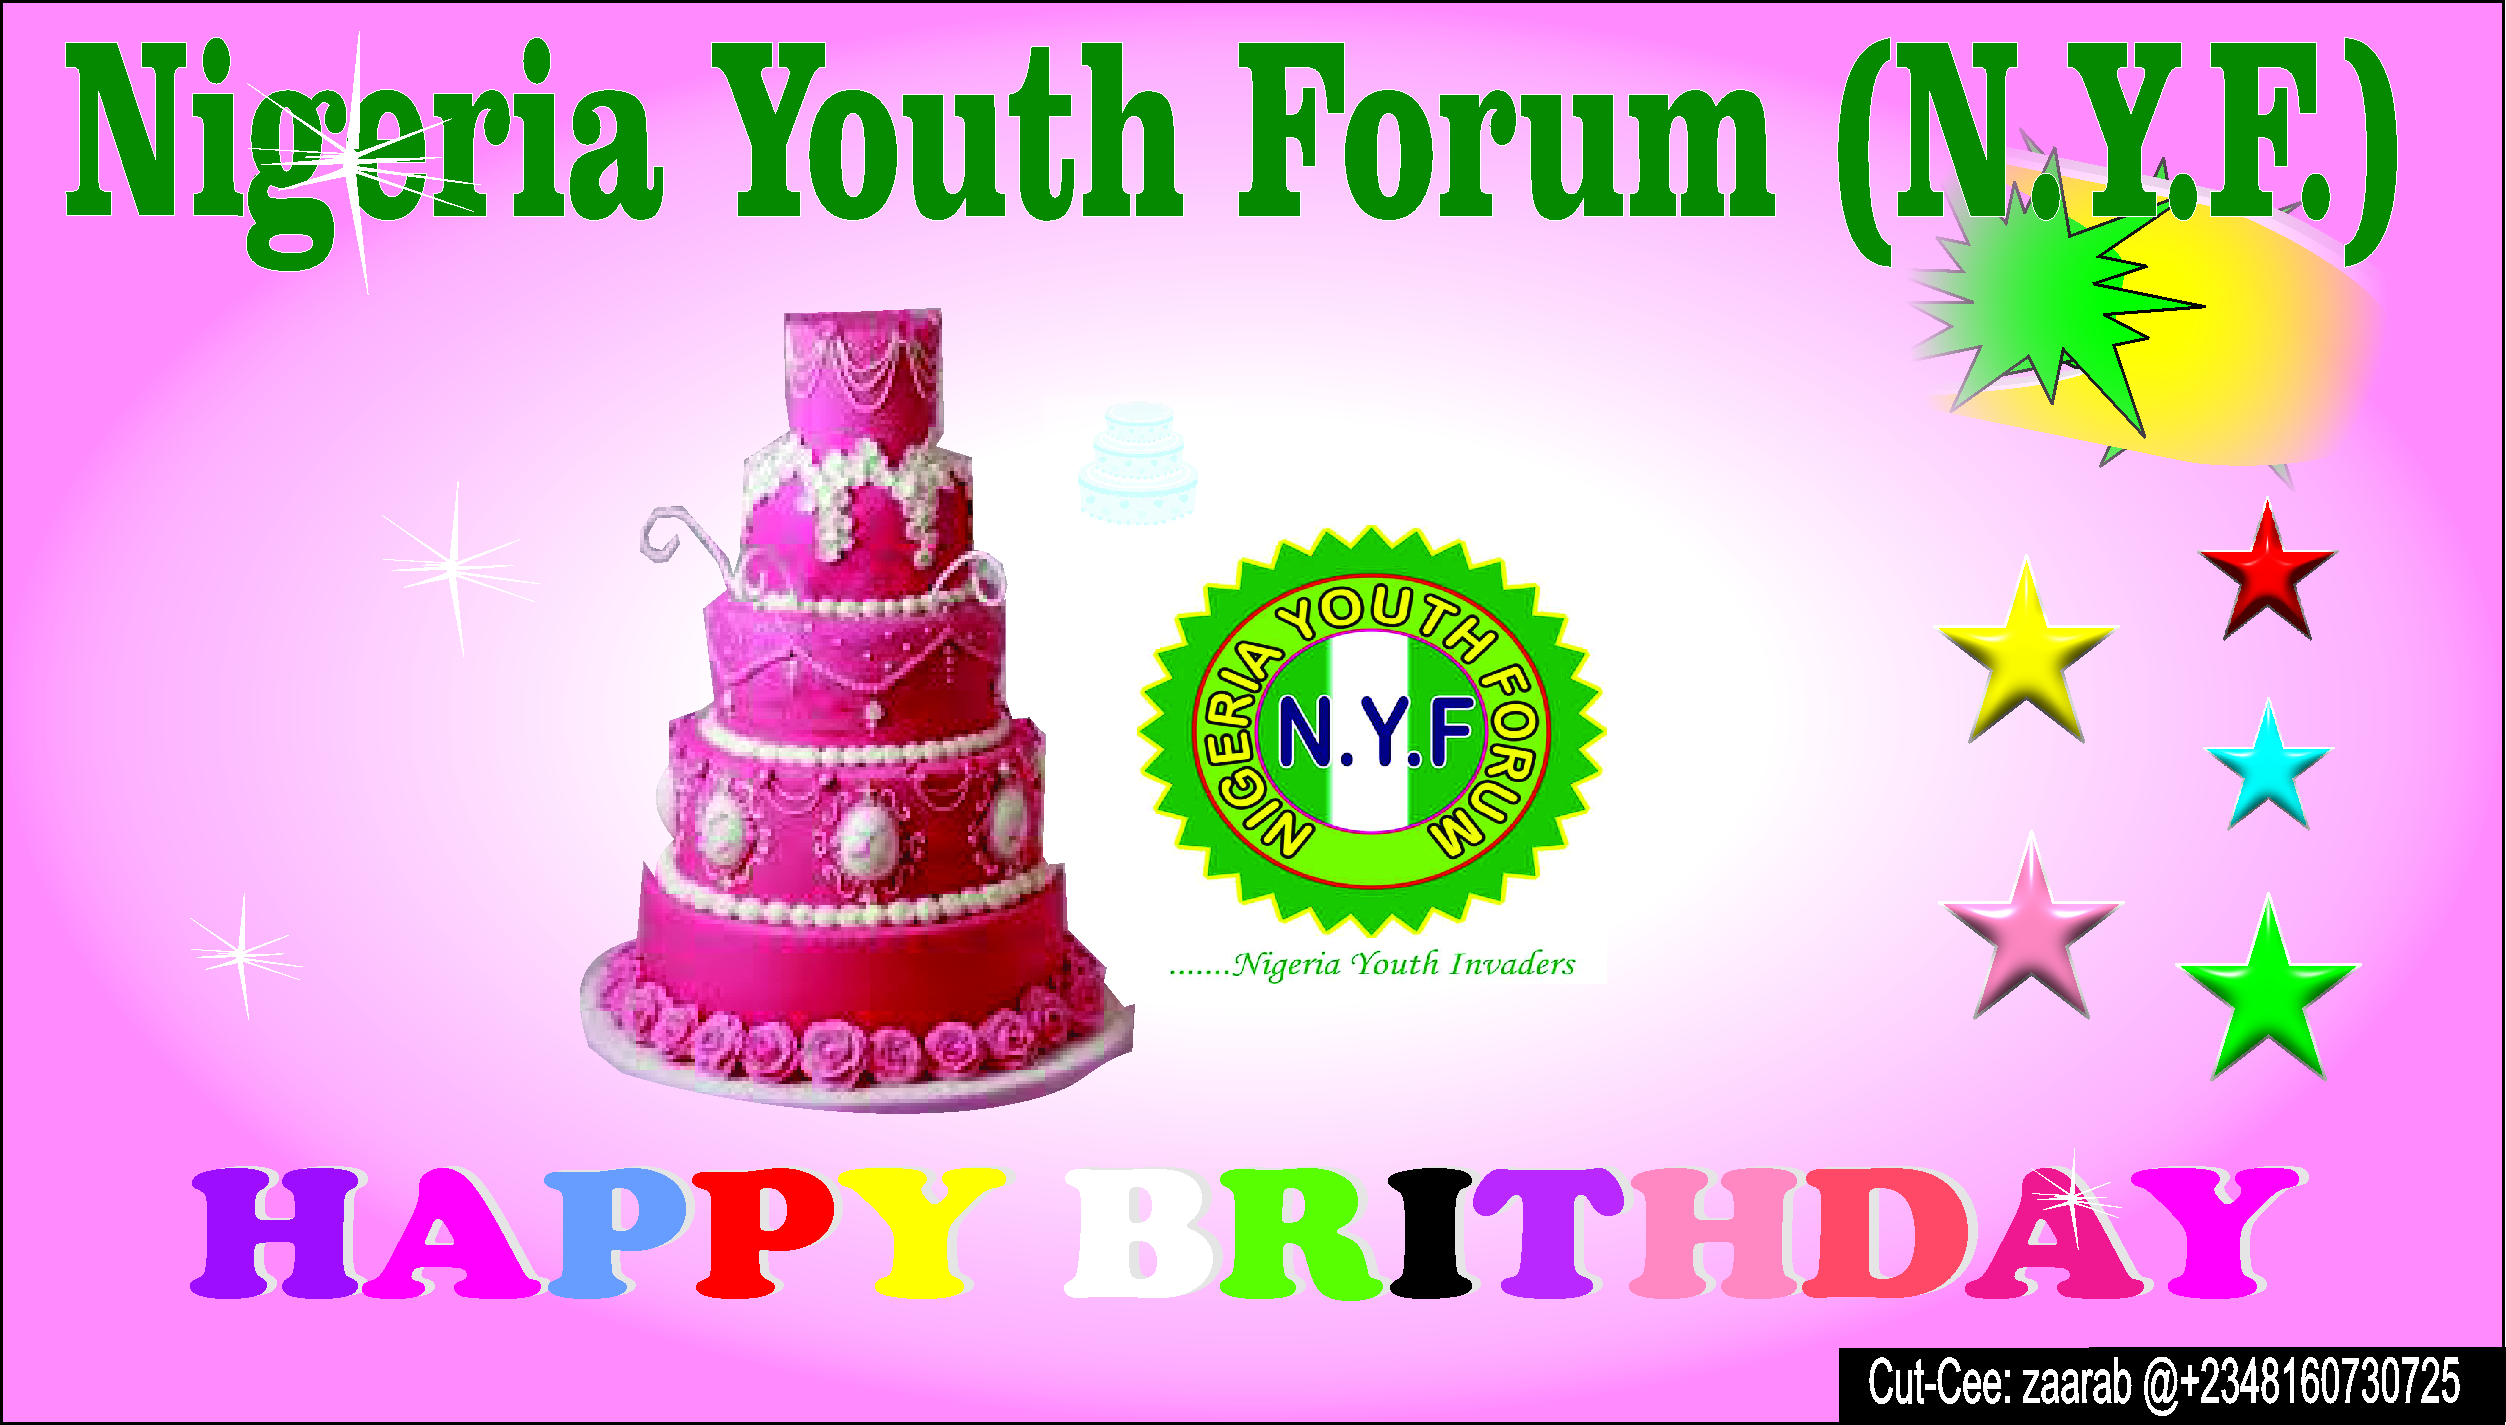 Nigeria Youth Forum (N.Y.F.)
NIGERIA YOUTH FORUM
N.Y.F
.......Nigeria Youth Invaders
HAPPY BRITHDAY
Cut-Cee: zaarab @+2348160730725